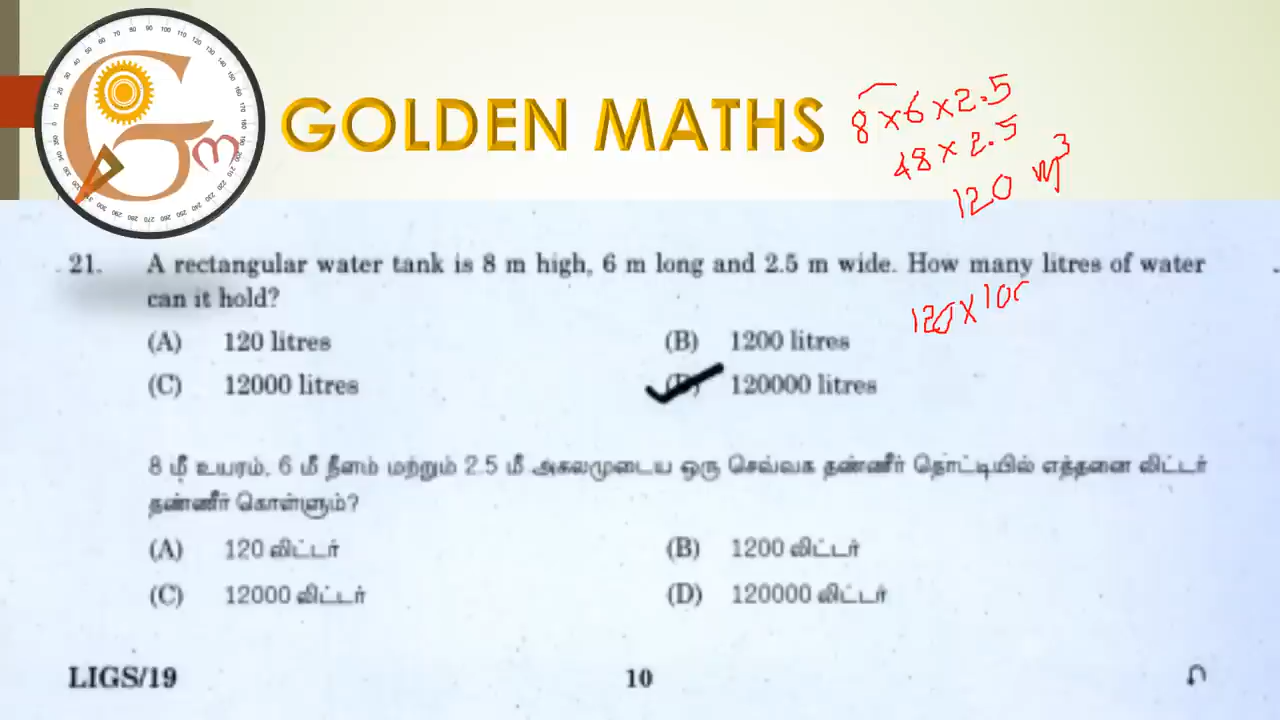 GOLDEN MATHS
8×6×2.5
48×2.5
120 m³
21. A rectangular water tank is 8 m high, 6 m long and 2.5 m wide. How many litres of water
can it hold?
120×100
(A) 120 litres (B) 1200 litres
(C) 12000 litres 120000 litres
8 மீ உயரம், 6 மீ நீளம் மற்றும் 2.5 மீ அகலமுடைய ஒரு செவ்வக தண்ணீர் தொட்டியில் எத்தனை லிட்டர்
தண்ணீர் கொள்ளும்?
(A) 120 லிட்டர் (B) 1200 லிட்டர்
(C) 12000 லிட்டர் (D) 120000 லிட்டர்
LIGS/19 10